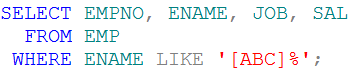 SELECT EMPNO, ENAME, JOB, SAL
FROM EMP
WHERE ENAME LIKE '[ABC]%';